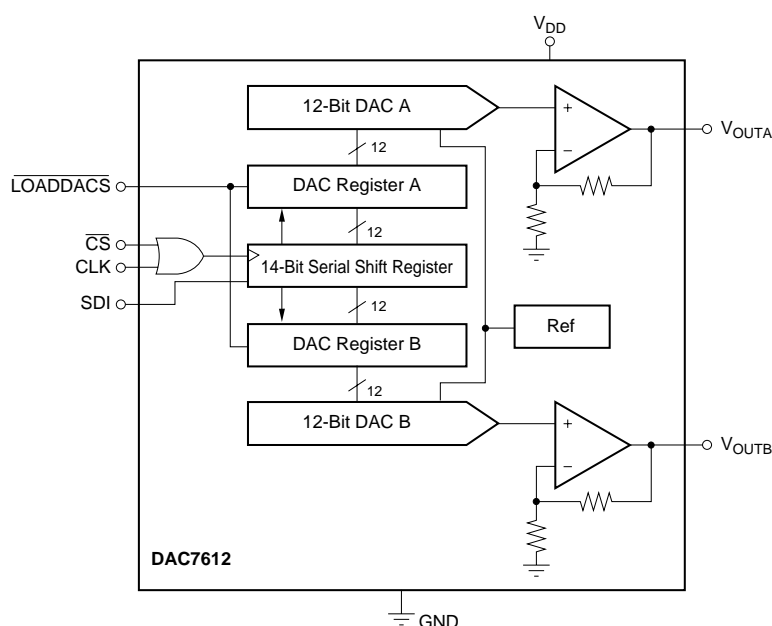 VDD
12-Bit DAC A
+
−
VOUTA
12
LOADDACS
DAC Register A
12
CS
CLK
14-Bit Serial Shift Register
SDI
12
Ref
DAC Register B
12
12-Bit DAC B
+
−
VOUTB
DAC7612
GND